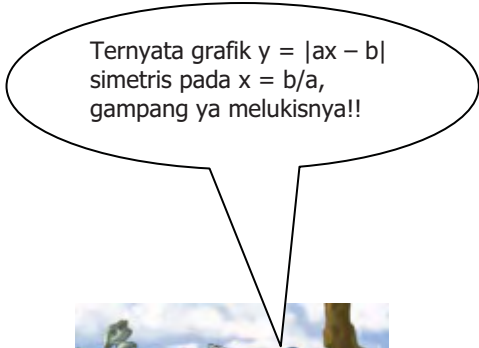 Ternyata grafik y = |ax – b|
simetris pada x = b/a,
gampang ya melukisnya!!